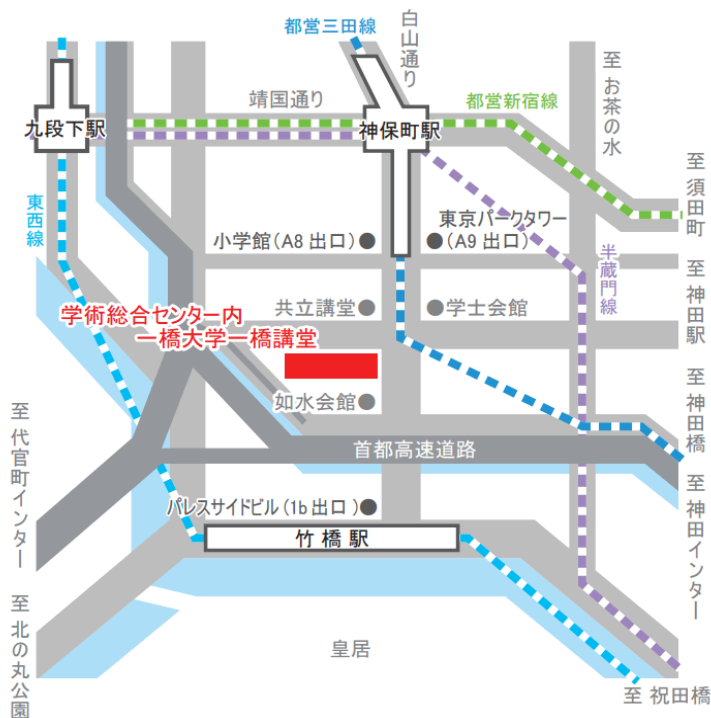 都営三田線
白山通り
至 お茶の水
靖国通り
都営新宿線
九段下駅
神保町駅
至 須田町
東西線
小学館(A8 出口)●
東京パークタワー
●(A9 出口)
半蔵門線
至 神田駅
共立講堂●
●学士会館
学術総合センター内
一橋大学一橋講堂
至 神田橋
如水会館●
至 代官町インター
首都高速道路
至 神田インター
パレスサイドビル(1b 出口)●
竹橋駅
至 北の丸公園
皇居
至 祝田橋